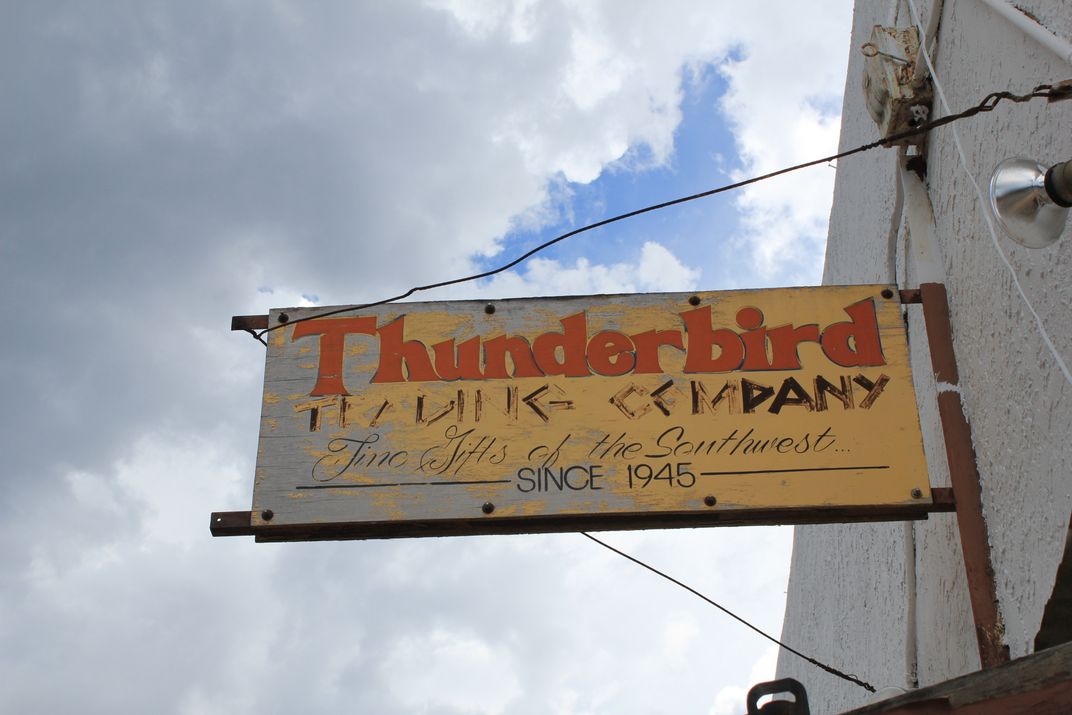 Thunderbird
TRADING COMPANY
Fine Gifts of the Southwest...
SINCE 1945